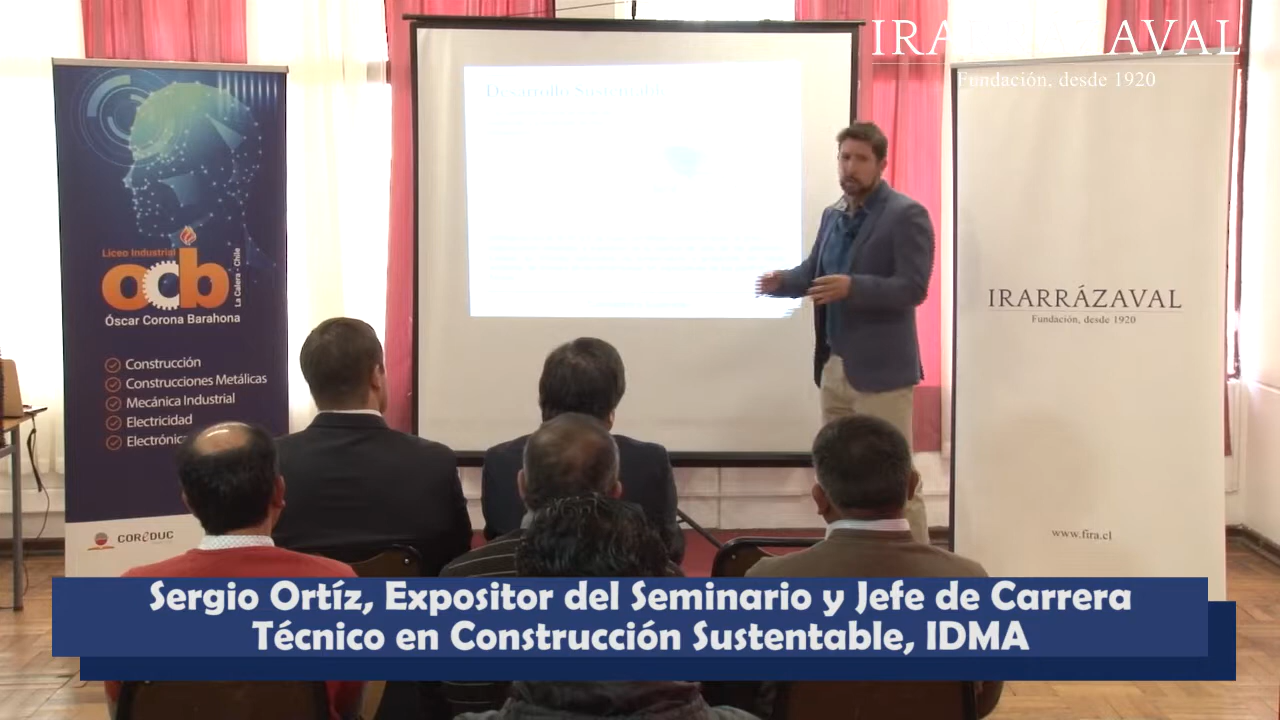 IRARRÁZAVAL
Fundación, desde 1920
Desarrollo Sustentable
Liceo Industrial
ocb
La Calera - Chile
Óscar Corona Barahona
Construcción
Construcciones Metálicas
Mecánica Industrial
Electricidad
Electrónica
COREDUC
IRARRÁZAVAL
Fundación, desde 1920
www.fira.cl
Sergio Ortíz, Expositor del Seminario y Jefe de Carrera
Técnico en Construcción Sustentable, IDMA